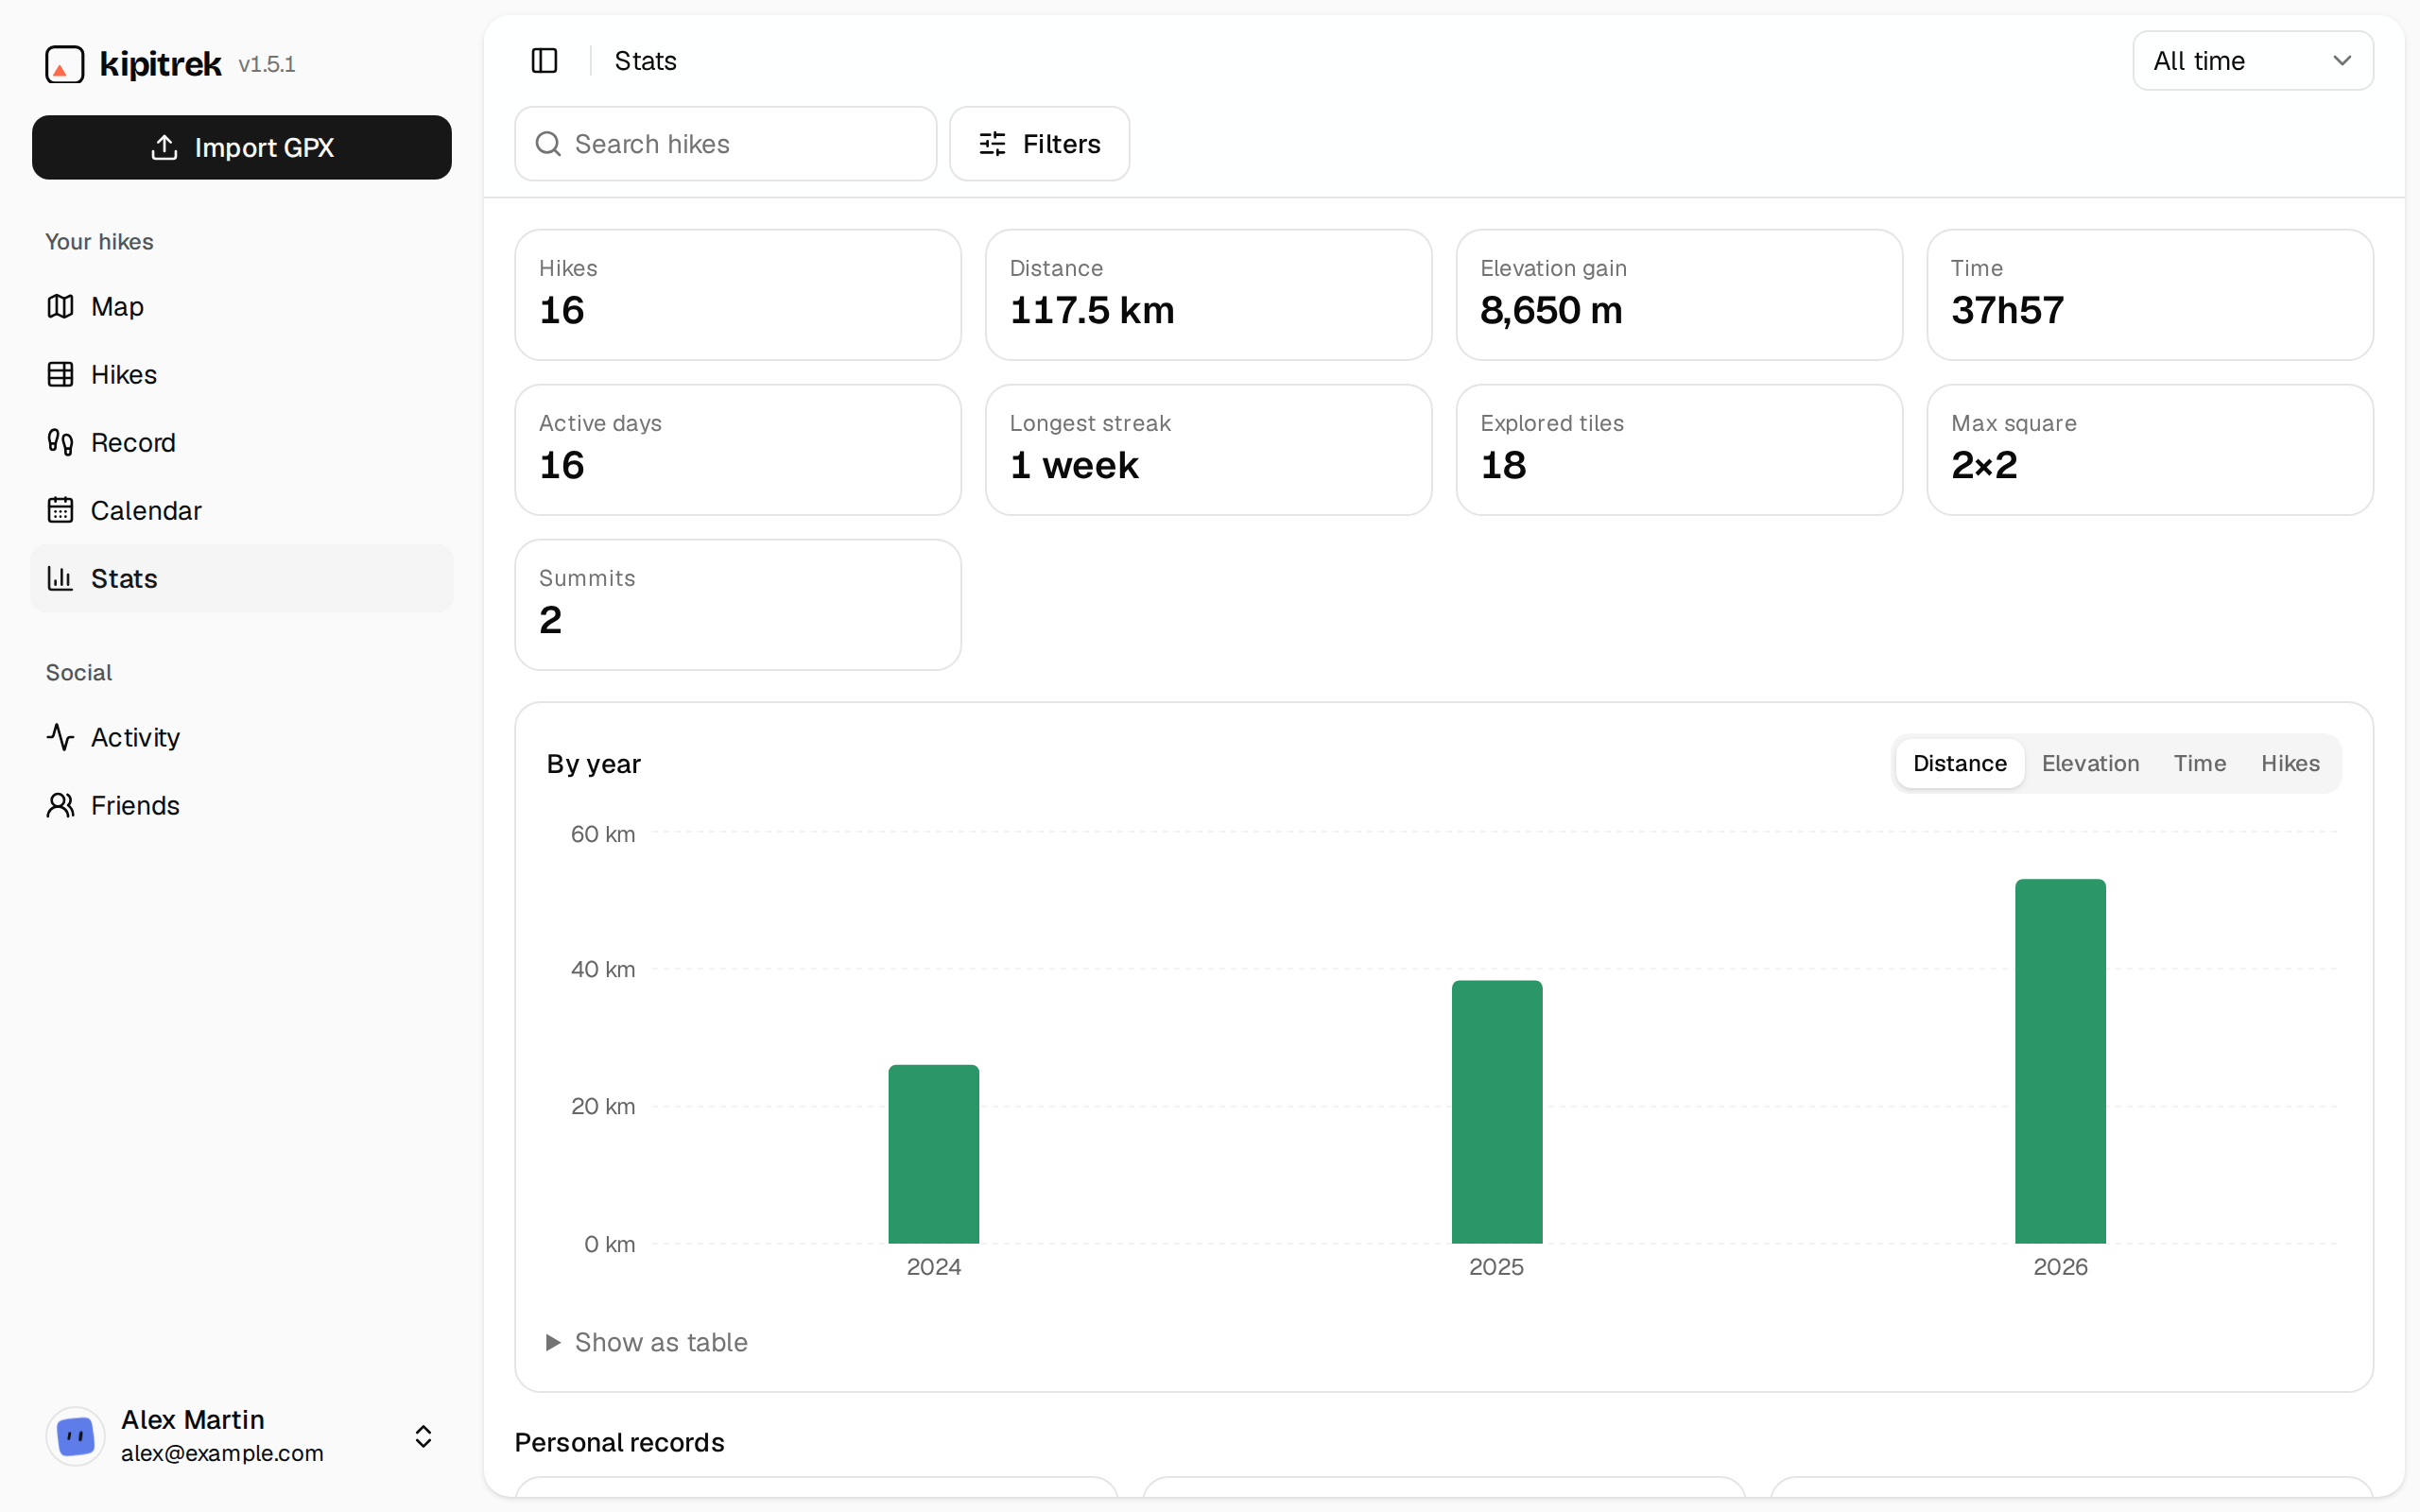 kipitrek v1.5.1
Import GPX
Your hikes
Map
Hikes
Record
Calendar
Stats
Social
Activity
Friends
Alex Martin
alex@example.com
Stats
All time
Search hikes
Filters
Hikes
16
Distance
117.5 km
Elevation gain
8,650 m
Time
37h57
Active days
16
Longest streak
1 week
Explored tiles
18
Max square
2×2
Summits
2
By year
Distance Elevation Time Hikes
60 km
40 km
20 km
0 km
2024 2025 2026
Show as table
Personal records